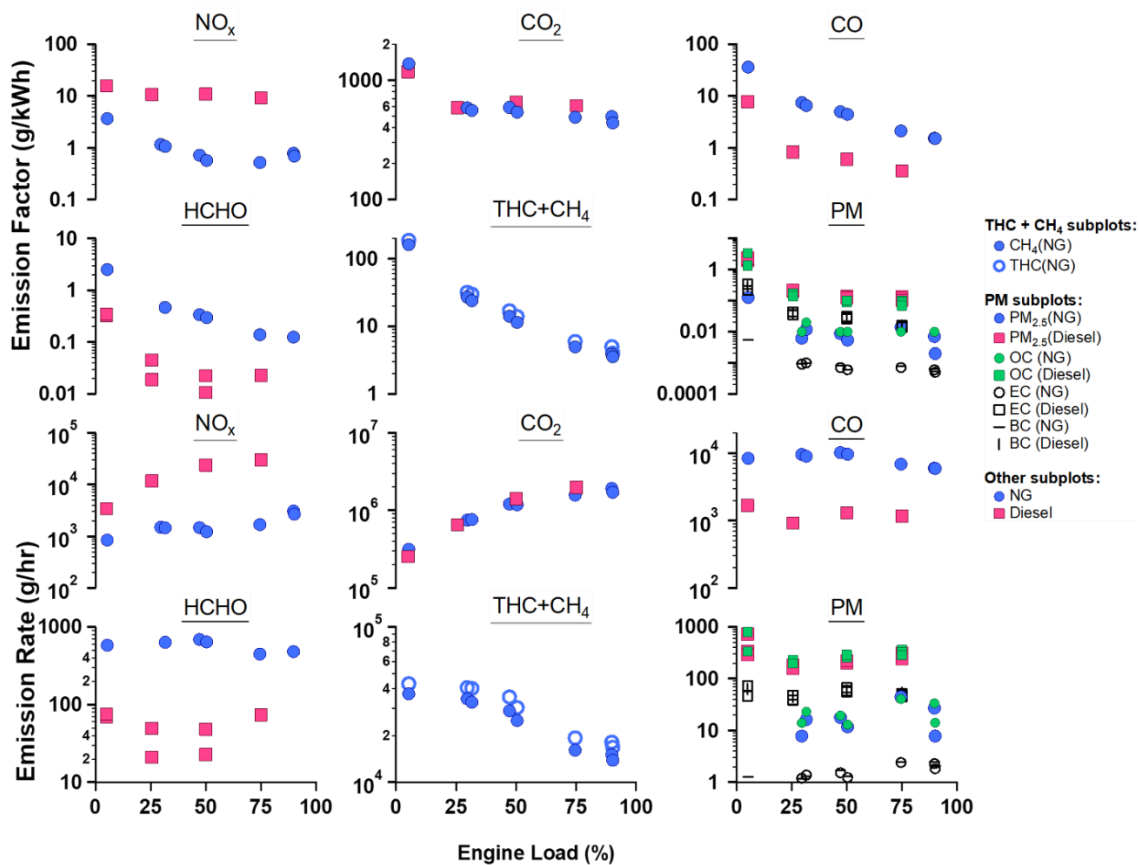 NOx CO2 CO
100
10
1
0.1
2
1000
6
4
2
100
100
10
1
0.1
Emission Factor (g/kWh)
HCHO THC+CH4 PM
10
1
0.1
0.01
100
10
1
1
0.01
0.0001
THC + CH4 subplots:
CH4(NG)
THC(NG)
PM subplots:
PM2.5(NG)
PM2.5(Diesel)
OC (NG)
OC (Diesel)
EC (NG)
EC (Diesel)
BC (NG)
BC (Diesel)
Other subplots:
NG
Diesel
NOx CO2 CO
10^5
10^4
10^3
10^2
10^7
10^6
10^5
10^4
10^3
10^2
Emission Rate (g/hr)
HCHO THC+CH4 PM
1000
4
2
100
4
2
10
10^5
4
2
10^4
1000
100
10
1
0 25 50 75 100 0 25 50 75 100 0 25 50 75 100
Engine Load (%)